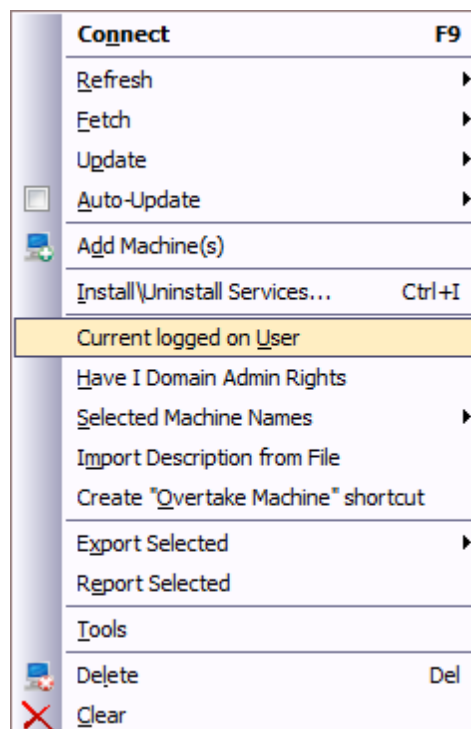 Connect F9
Refresh
Fetch
Update
Auto-Update
Add Machine(s)
Install\Uninstall Services... Ctrl+I
Current logged on User
Have I Domain Admin Rights
Selected Machine Names
Import Description from File
Create "Overtake Machine" shortcut
Export Selected
Report Selected
Tools
Delete Del
Clear